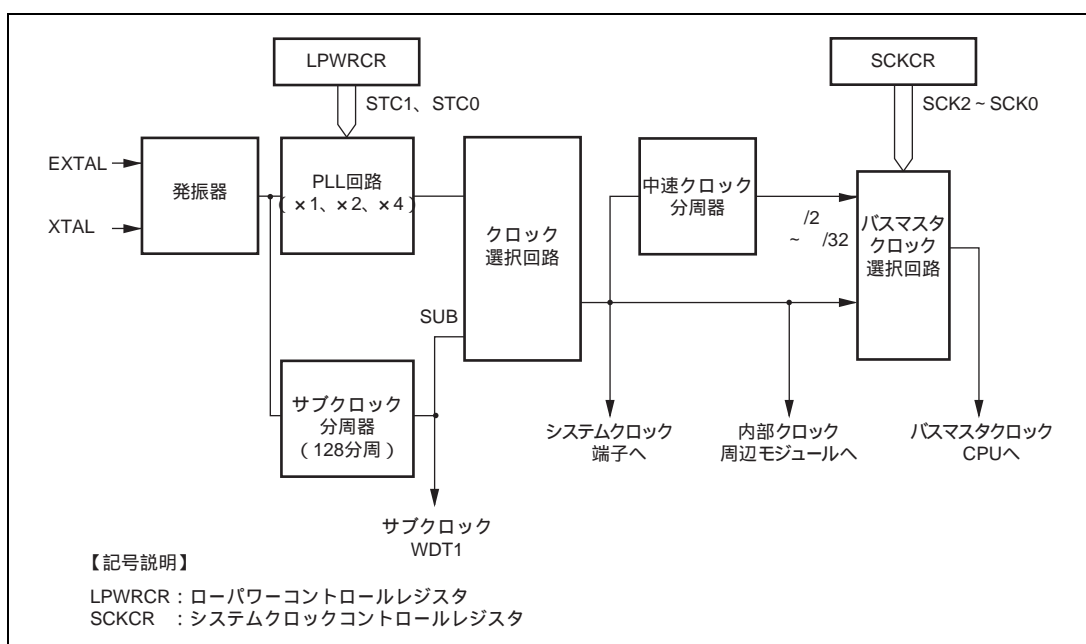 LPWRCR
SCKCR
STC1、STC0
SCK2 ~ SCK0
EXTAL
XTAL
発振器
PLL回路
( ×1、×2、×4 )
クロック
選択回路
中速クロック
分周器
/2
~ /32
バスマスタ
クロック
選択回路
SUB
サブクロック
分周器
( 128分周 )
システムクロック
端子へ
内部クロック
周辺モジュールへ
バスマスタクロック
CPUへ
サブクロック
WDT1
【記号説明】
LPWRCR : ローパワーコントロールレジスタ
SCKCR : システムクロックコントロールレジスタ